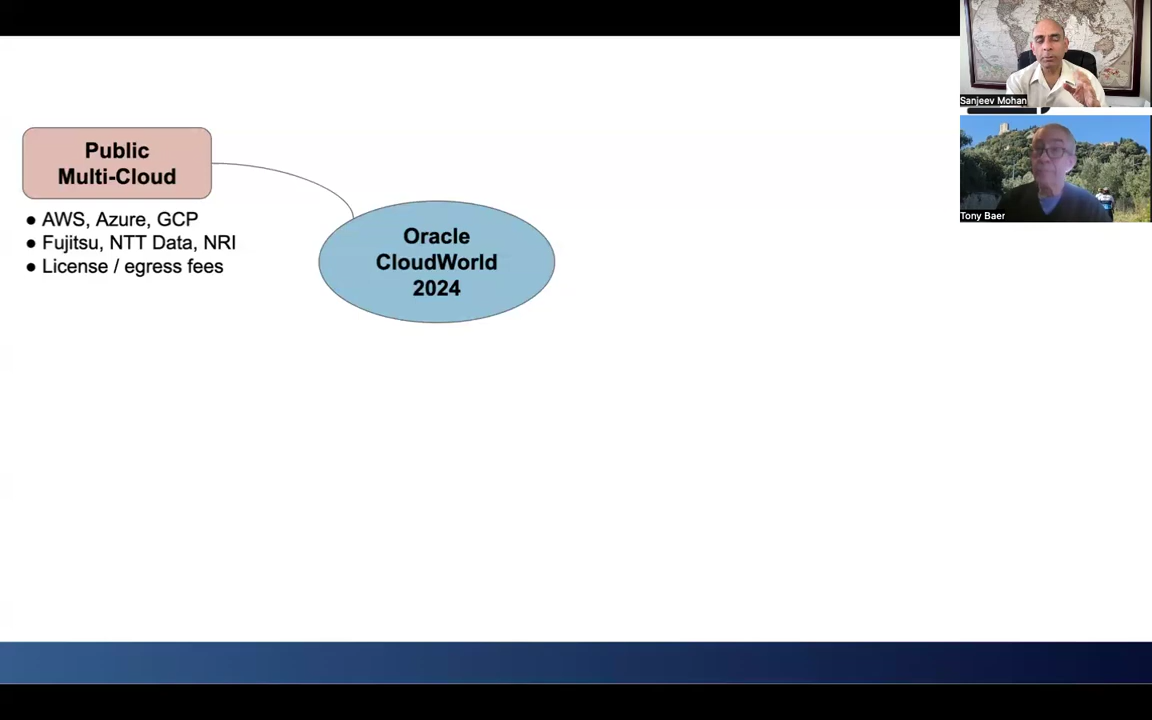 Public
Multi-Cloud
● AWS, Azure, GCP
● Fujitsu, NTT Data, NRI
● License / egress fees
Oracle
CloudWorld
2024
Sanjeev Mohan
Tony Baer